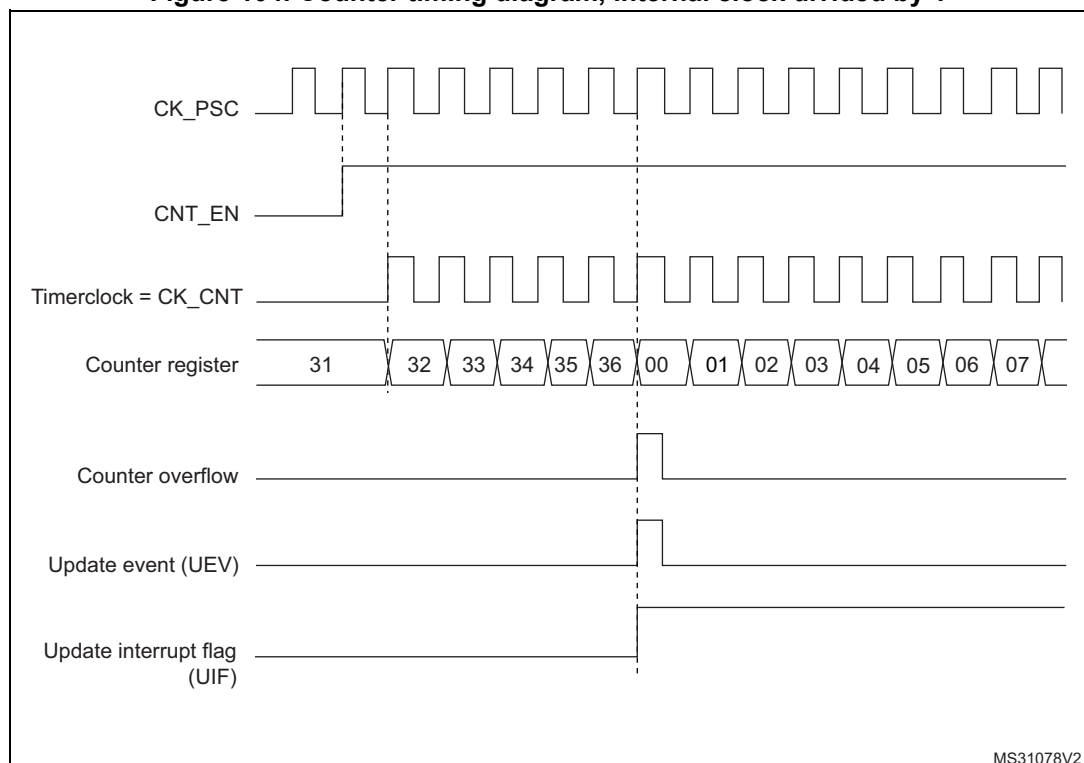 CK_PSC
CNT_EN
Timerclock = CK_CNT
Counter register 31 32 33 34 35 36 00 01 02 03 04 05 06 07
Counter overflow
Update event (UEV)
Update interrupt flag
(UIF)
MS31078V2